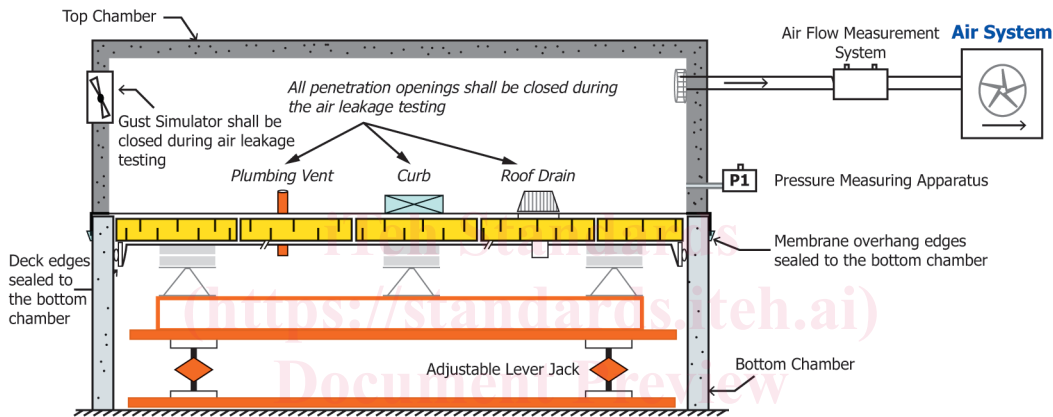 Top Chamber
Air Flow Measurement
System
Air System
All penetration openings shall be closed during
the air leakage testing
Gust Simulator shall be
closed during air leakage
testing
Plumbing Vent
Curb
Roof Drain
P1
Pressure Measuring Apparatus
iTeh Standards
Membrane overhang edges
sealed to the bottom chamber
Deck edges
sealed to
the bottom
chamber
(https://standards.iteh.ai)
Adjustable Lever Jack
Bottom Chamber
Document Preview